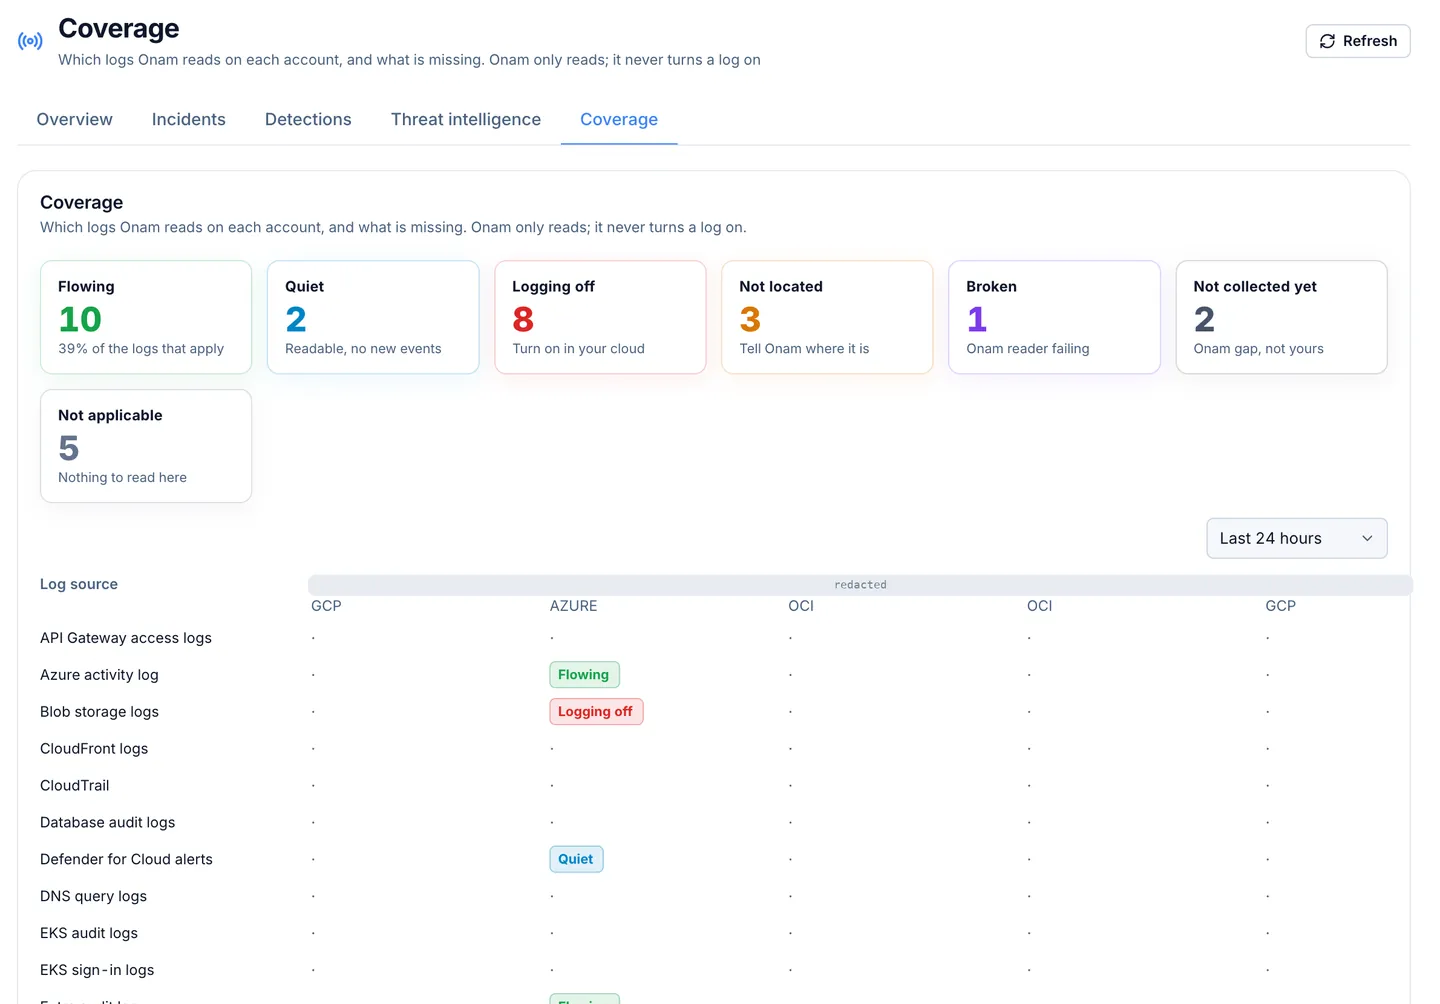 Coverage
Which logs Onam reads on each account, and what is missing. Onam only reads; it never turns a log on
Refresh
Overview Incidents Detections Threat intelligence Coverage
Coverage
Which logs Onam reads on each account, and what is missing. Onam only reads; it never turns a log on.
Flowing
10
39% of the logs that apply
Quiet
2
Readable, no new events
Logging off
8
Turn on in your cloud
Not located
3
Tell Onam where it is
Broken
1
Onam reader failing
Not collected yet
2
Onam gap, not yours
Not applicable
5
Nothing to read here
Last 24 hours
Log source redacted
GCP AZURE OCI OCI GCP
API Gateway access logs · · · · ·
Azure activity log · Flowing · · ·
Blob storage logs · Logging off · · ·
CloudFront logs · · · · ·
CloudTrail · · · · ·
Database audit logs · · · · ·
Defender for Cloud alerts · Quiet · · ·
DNS query logs · · · · ·
EKS audit logs · · · · ·
EKS sign-in logs · · · · ·